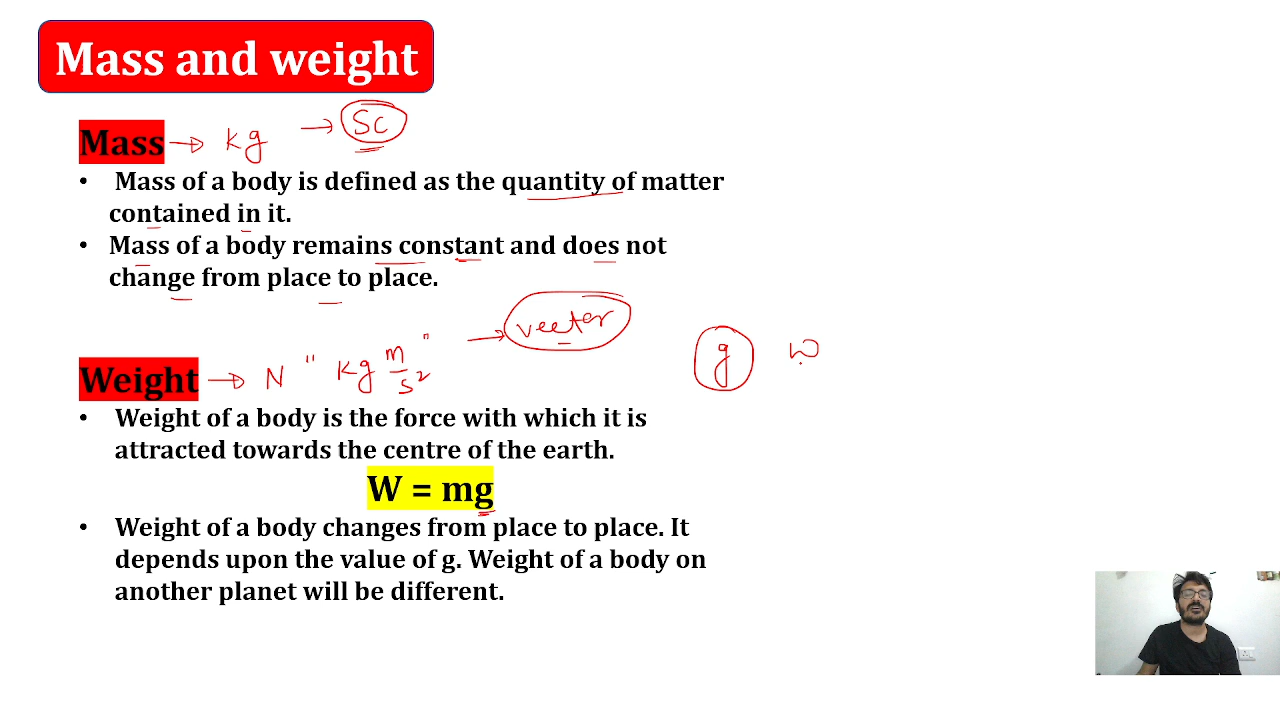 Mass and weight
Mass → kg → Sc
• Mass of a body is defined as the quantity of matter
contained in it.
• Mass of a body remains constant and does not
change from place to place.
Weight → N " kg m/s² " → vector
g w
• Weight of a body is the force with which it is
attracted towards the centre of the earth.
W = mg
• Weight of a body changes from place to place. It
depends upon the value of g. Weight of a body on
another planet will be different.